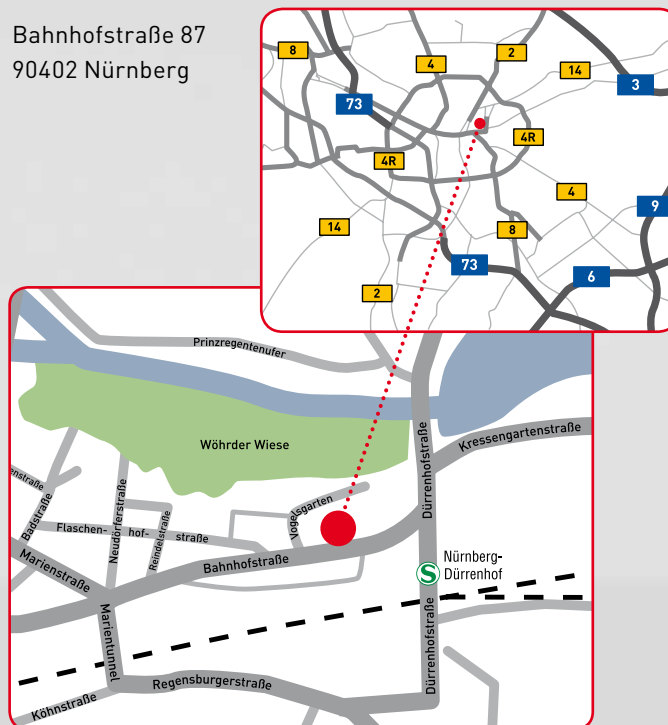 Bahnhofstraße 87
90402 Nürnberg
8
4
2
14
3
73
4R
4R
4
9
14
8
73
6
2
Prinzregentenufer
Wöhrder Wiese
Kressengartenstraße
Dürrenhofstraße
Vogelsgarten
Badstraße
Neudörferstraße
Flaschen- hof- straße
Reindelstraße
Marienstraße
Bahnhofstraße
S
Nürnberg-
Dürrenhof
Marientunnel
Dürrenhofstraße
Regensburgerstraße
Köhnstraße